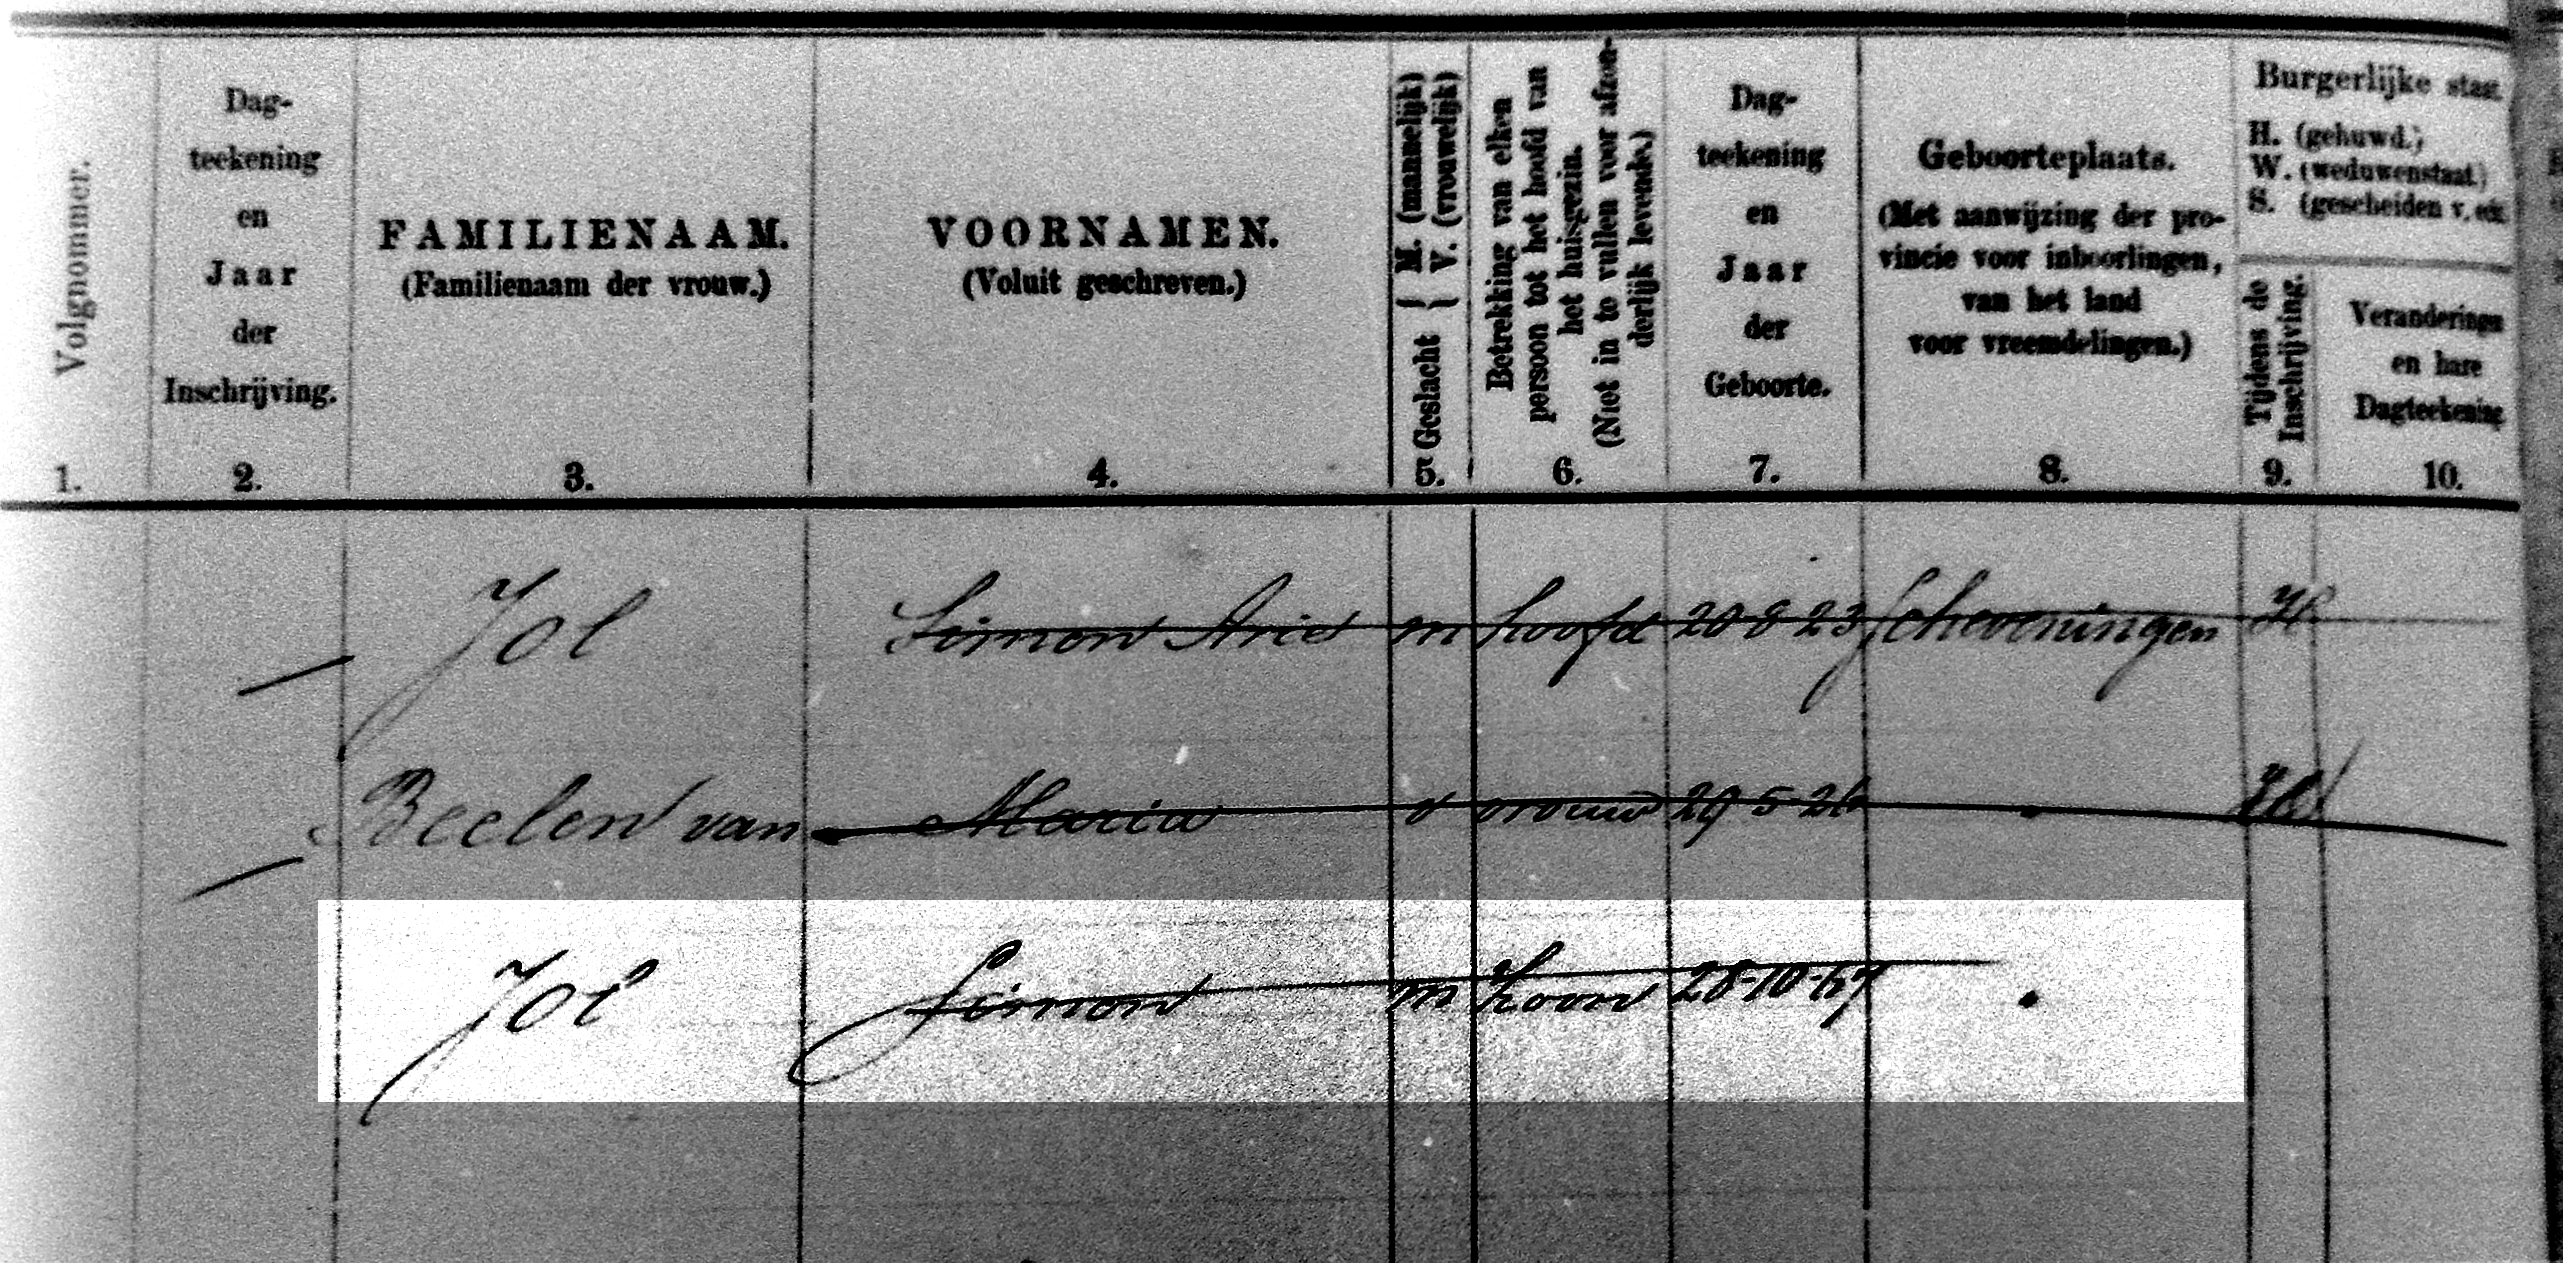 Volgnommer.
Dag-
teekening
en
Jaar
der
Inschrijving.
FAMILIENAAM.
(Familienaam der vrouw.)
VOORNAMEN.
(Voluit geschreven.)
Geslacht { M. (mannelijk)
V. (vrouwelijk)
Betrekking van elken
persoon tot het hoofd van
het huisgezin.
(Niet in te vullen voor afzon-
derlijk levende.)
Dag-
teekening
en
Jaar
der
Geboorte.
Geboorteplaats.
(Met aanwijzing der pro-
vincie voor inboorlingen,
van het land
voor vreemdelingen.)
Burgerlijke staat
H. (gehuwd.)
W. (weduwenstaat.)
S. (gescheiden v. echt
Tijdens de
Inschrijving.
Veranderingen
en hare
Dagteekening
1. 2. 3. 4. 5. 6. 7. 8. 9. 10.
Jol Simon Arie m hoofd 20 8 23 Scheveningen H.
Beelen van Maria v vrouw 29 5 26 H
Jol Simon m zoon 28-10-67